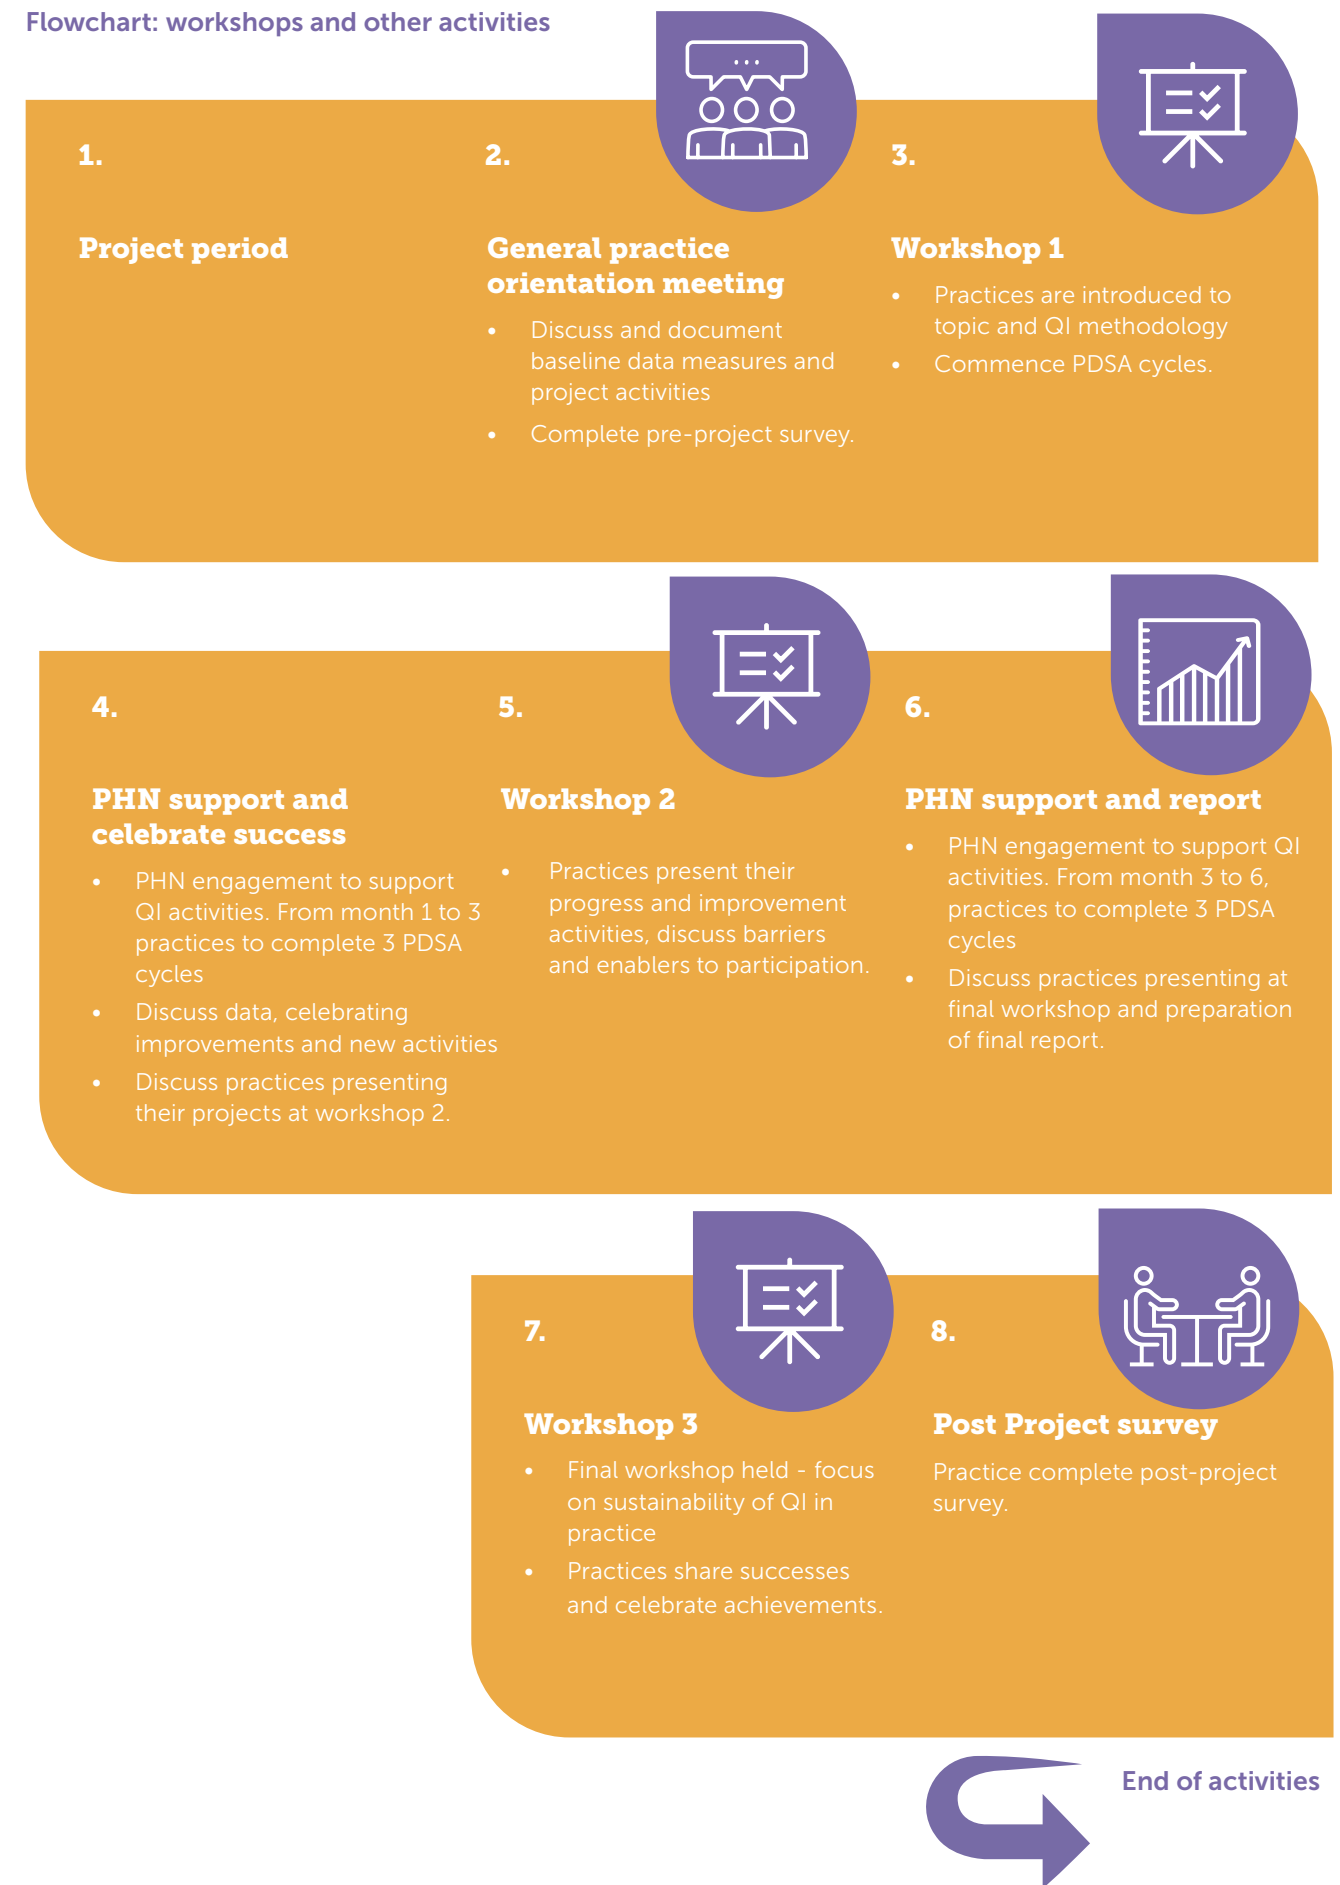 Flowchart: workshops and other activities
1.
Project period
2.
General practice
orientation meeting
• Discuss and document
baseline data measures and
project activities
• Complete pre-project survey.
3.
Workshop 1
• Practices are introduced to
topic and QI methodology
• Commence PDSA cycles.
4.
PHN support and
celebrate success
• PHN engagement to support
QI activities. From month 1 to 3
practices to complete 3 PDSA
cycles
• Discuss data, celebrating
improvements and new activities
• Discuss practices presenting
their projects at workshop 2.
5.
Workshop 2
• Practices present their
progress and improvement
activities, discuss barriers
and enablers to participation.
6.
PHN support and report
• PHN engagement to support QI
activities. From month 3 to 6,
practices to complete 3 PDSA
cycles
• Discuss practices presenting at
final workshop and preparation
of final report.
7.
Workshop 3
• Final workshop held - focus
on sustainability of QI in
practice
• Practices share successes
and celebrate achievements.
8.
Post Project survey
Practice complete post-project
survey.
End of activities